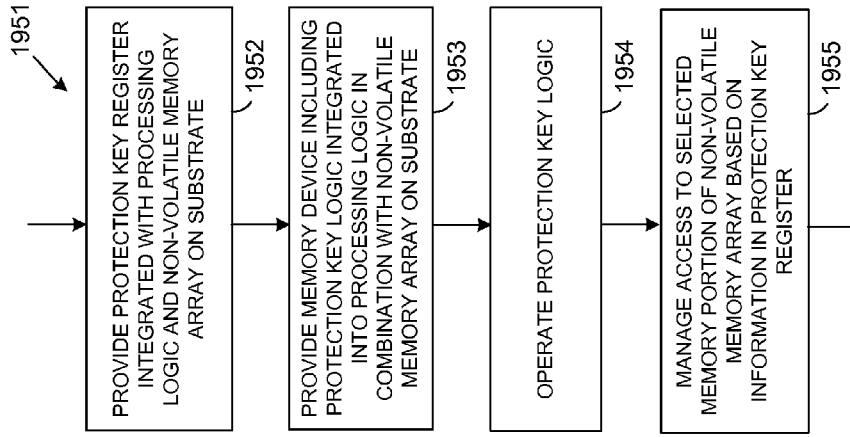 1951
PROVIDE PROTECTION KEY REGISTER
INTEGRATED WITH PROCESSING
LOGIC AND NON-VOLATILE MEMORY
ARRAY ON SUBSTRATE
1952
PROVIDE MEMORY DEVICE INCLUDING
PROTECTION KEY LOGIC INTEGRATED
INTO PROCESSING LOGIC IN
COMBINATION WITH NON-VOLATILE
MEMORY ARRAY ON SUBSTRATE
1953
OPERATE PROTECTION KEY LOGIC
1954
MANAGE ACCESS TO SELECTED
MEMORY PORTION OF NON-VOLATILE
MEMORY ARRAY BASED ON
INFORMATION IN PROTECTION KEY
REGISTER
1955